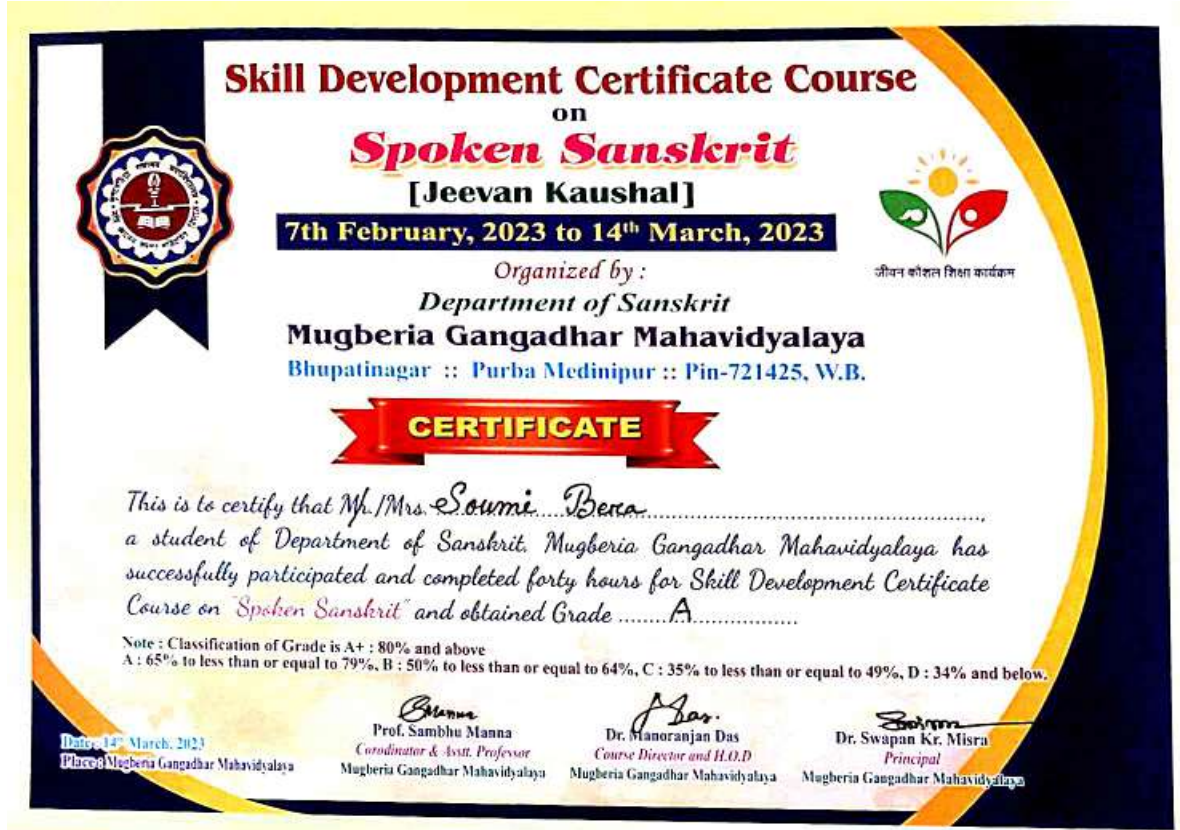 Skill Development Certificate Course
on
Spoken Sanskrit
[Jeevan Kaushal]
7th February, 2023 to 14th March, 2023
जीवन कौशल शिक्षा कार्यक्रम
Organized by :
Department of Sanskrit
Mugberia Gangadhar Mahavidyalaya
Bhupatinagar :: Purba Medinipur :: Pin-721425, W.B.
CERTIFICATE
This is to certify that Mr./Mrs. Soumi Bera
a student of Department of Sanskrit. Mugberia Gangadhar Mahavidyalaya has
successfully participated and completed forty hours for Skill Development Certificate
Course on "Spoken Sanskrit" and obtained Grade ........A..................
Note : Classification of Grade is A+ : 80% and above
A : 65% to less than or equal to 79%, B : 50% to less than or equal to 64%, C : 35% to less than or equal to 49%, D : 34% and below.
Date : 14th March, 2023
Place : Mugberia Gangadhar Mahavidyalaya
Prof. Sambhu Manna
Corodinator & Asstt. Professor
Mugberia Gangadhar Mahavidyalaya
Dr. Manoranjan Das
Course Director and H.O.D
Mugberia Gangadhar Mahavidyalaya
Dr. Swapan Kr. Misra
Principal
Mugberia Gangadhar Mahavidyalaya